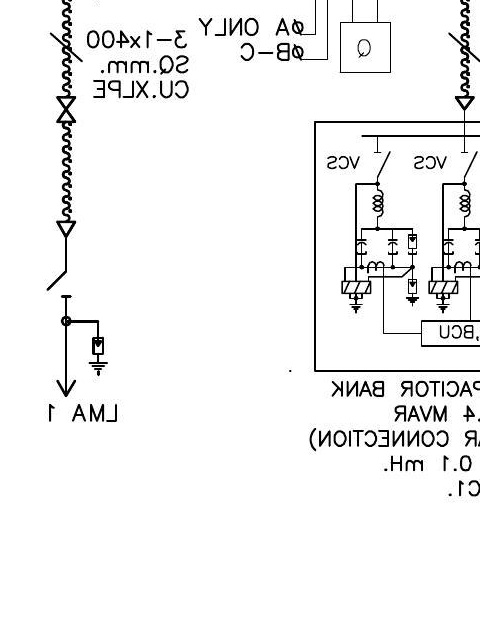 3-1x400
SQ.mm.
CU.XLPE
øA ONLY
øB-C
Q
VCS
VCS
,BCU
PACITOR BANK
.4 MVAR
AR CONNECTION)
0.1 mH.
C1.
LMA 1